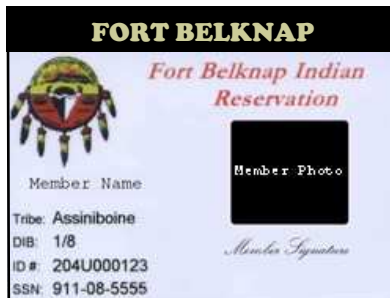 FORT BELKNAP
Fort Belknap Indian
Reservation
Member Photo
Member Name
Tribe: Assiniboine
DIB: 1/8
Member Signature
ID #: 204U000123
SSN: 911-08-5555